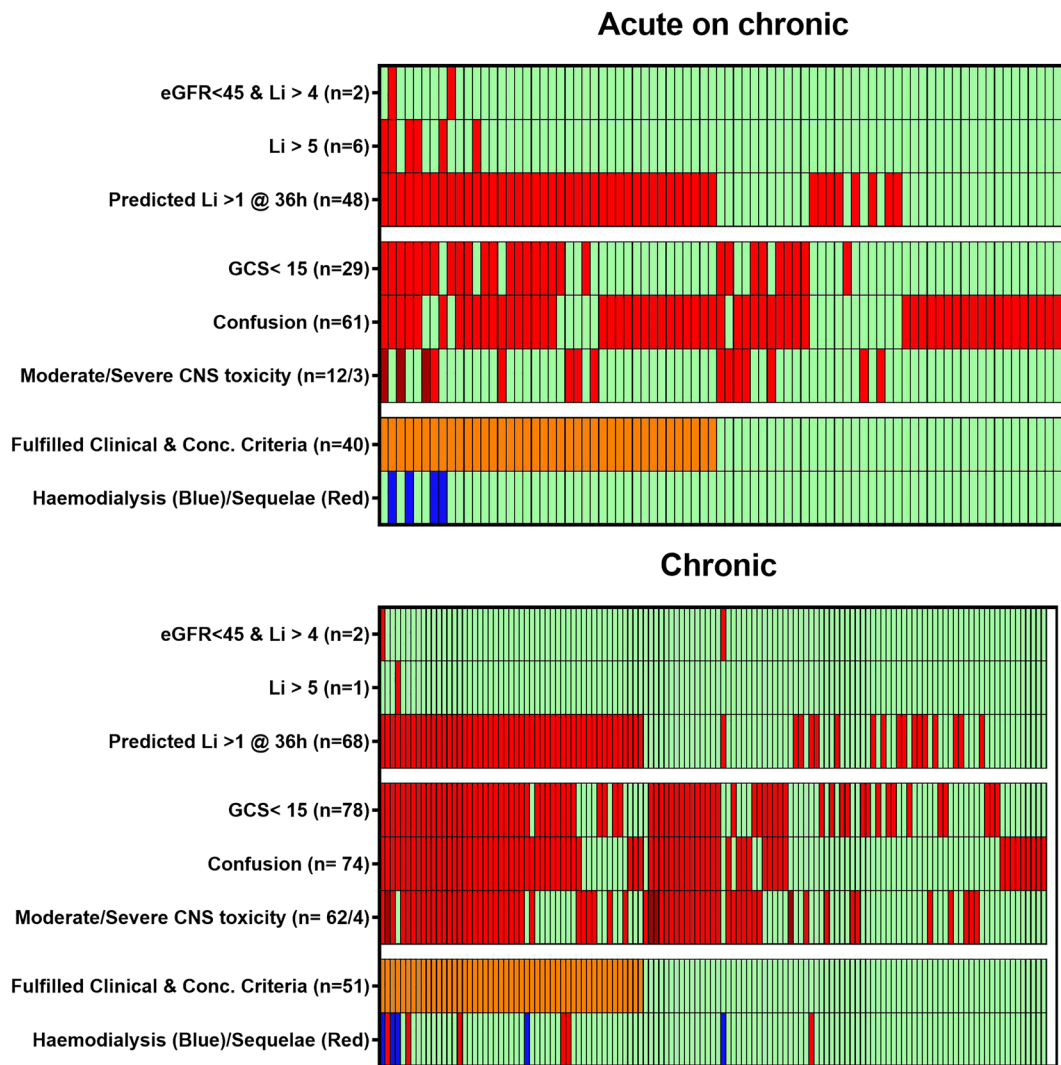 Acute on chronic
eGFR<45 & Li > 4 (n=2)
Li > 5 (n=6)
Predicted Li >1 @ 36h (n=48)
GCS< 15 (n=29)
Confusion (n=61)
Moderate/Severe CNS toxicity (n=12/3)
Fulfilled Clinical & Conc. Criteria (n=40)
Haemodialysis (Blue)/Sequelae (Red)
Chronic
eGFR<45 & Li > 4 (n=2)
Li > 5 (n=1)
Predicted Li >1 @ 36h (n=68)
GCS< 15 (n=78)
Confusion (n= 74)
Moderate/Severe CNS toxicity (n= 62/4)
Fulfilled Clinical & Conc. Criteria (n=51)
Haemodialysis (Blue)/Sequelae (Red)